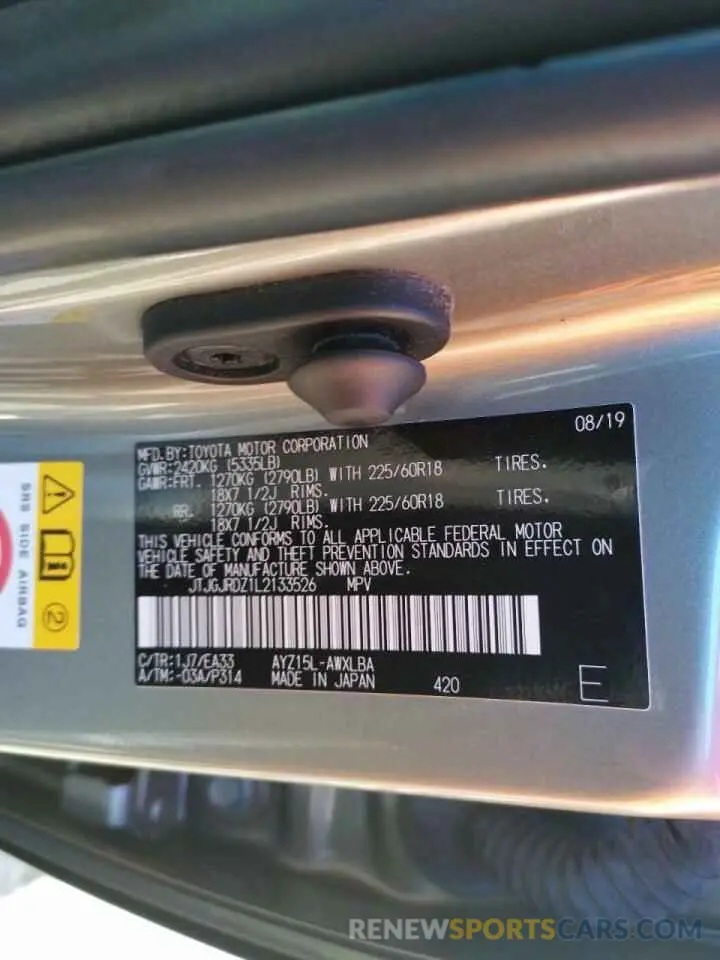 08/19
MFD.BY:TOYOTA MOTOR CORPORATION
GVWR:2420KG (5335LB)
GAWR:FRT. 1270KG (2790LB) WITH 225/60R18 TIRES.
18X7 1/2J RIMS.
RR. 1270KG (2790LB) WITH 225/60R18 TIRES.
18X7 1/2J RIMS.
THIS VEHICLE CONFORMS TO ALL APPLICABLE FEDERAL MOTOR
VEHICLE SAFETY AND THEFT PREVENTION STANDARDS IN EFFECT ON
THE DATE OF MANUFACTURE SHOWN ABOVE.
JTJGJRDZ1L2133526 MPV
C/TR:1J7/EA33 AYZ15L-AWXLBA
A/TM:-03A/P314 MADE IN JAPAN 420 E
SRS SIDE AIRBAG
2
RENEWSPORTSCARS.COM